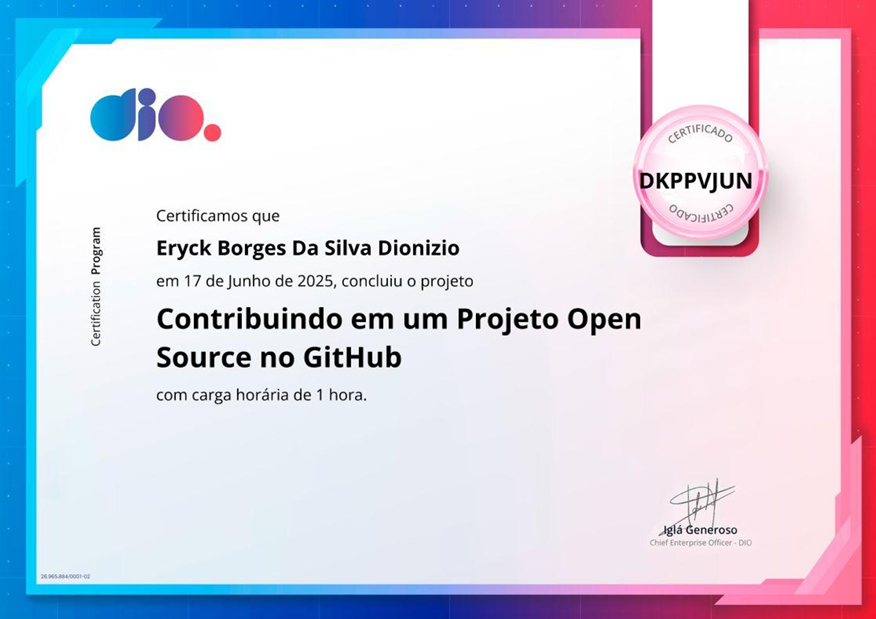 dio.
CERTIFICADO
DKPPVJUN
CERTIFICADO
Certification Program
Certificamos que
Eryck Borges Da Silva Dionizio
em 17 de Junho de 2025, concluiu o projeto
Contribuindo em um Projeto Open
Source no GitHub
com carga horária de 1 hora.
Iglá Generoso
Chief Enterprise Officer - DIO
26.965.884/0001-02